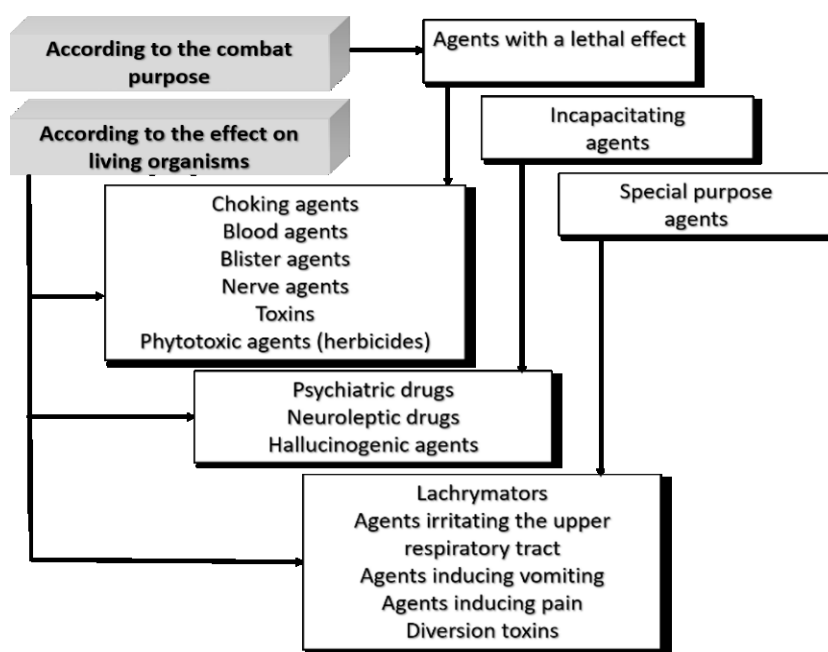 According to the combat
purpose
Agents with a lethal effect
According to the effect on
living organisms
Incapacitating
agents
Special purpose
agents
Choking agents
Blood agents
Blister agents
Nerve agents
Toxins
Phytotoxic agents (herbicides)
Psychiatric drugs
Neuroleptic drugs
Hallucinogenic agents
Lachrymators
Agents irritating the upper
respiratory tract
Agents inducing vomiting
Agents inducing pain
Diversion toxins